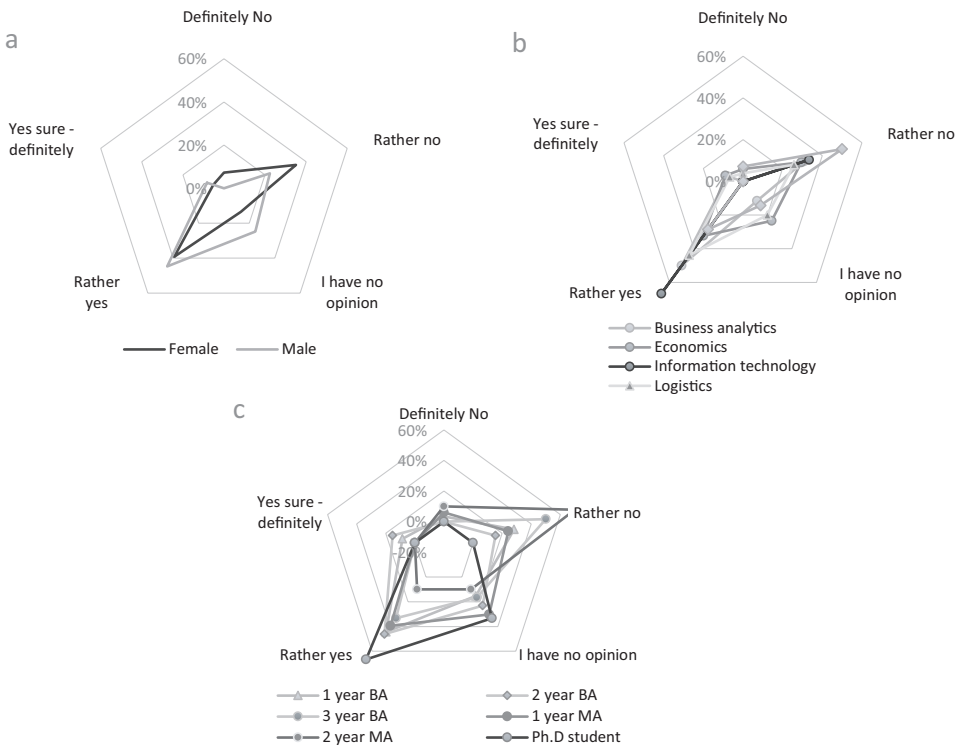 a
Definitely No
60%
40%
20%
0%
Yes sure -
definitely
Rather no
Rather
yes
I have no
opinion
Female
Male
b
Definitely No
60%
40%
20%
0%
Yes sure -
definitely
Rather no
Rather yes
I have no
opinion
Business analytics
Economics
Information technology
Logistics
c
Definitely No
60%
40%
20%
0%
-20%
Yes sure -
definitely
Rather no
Rather yes
I have no opinion
1 year BA
2 year BA
3 year BA
1 year MA
2 year MA
Ph.D student